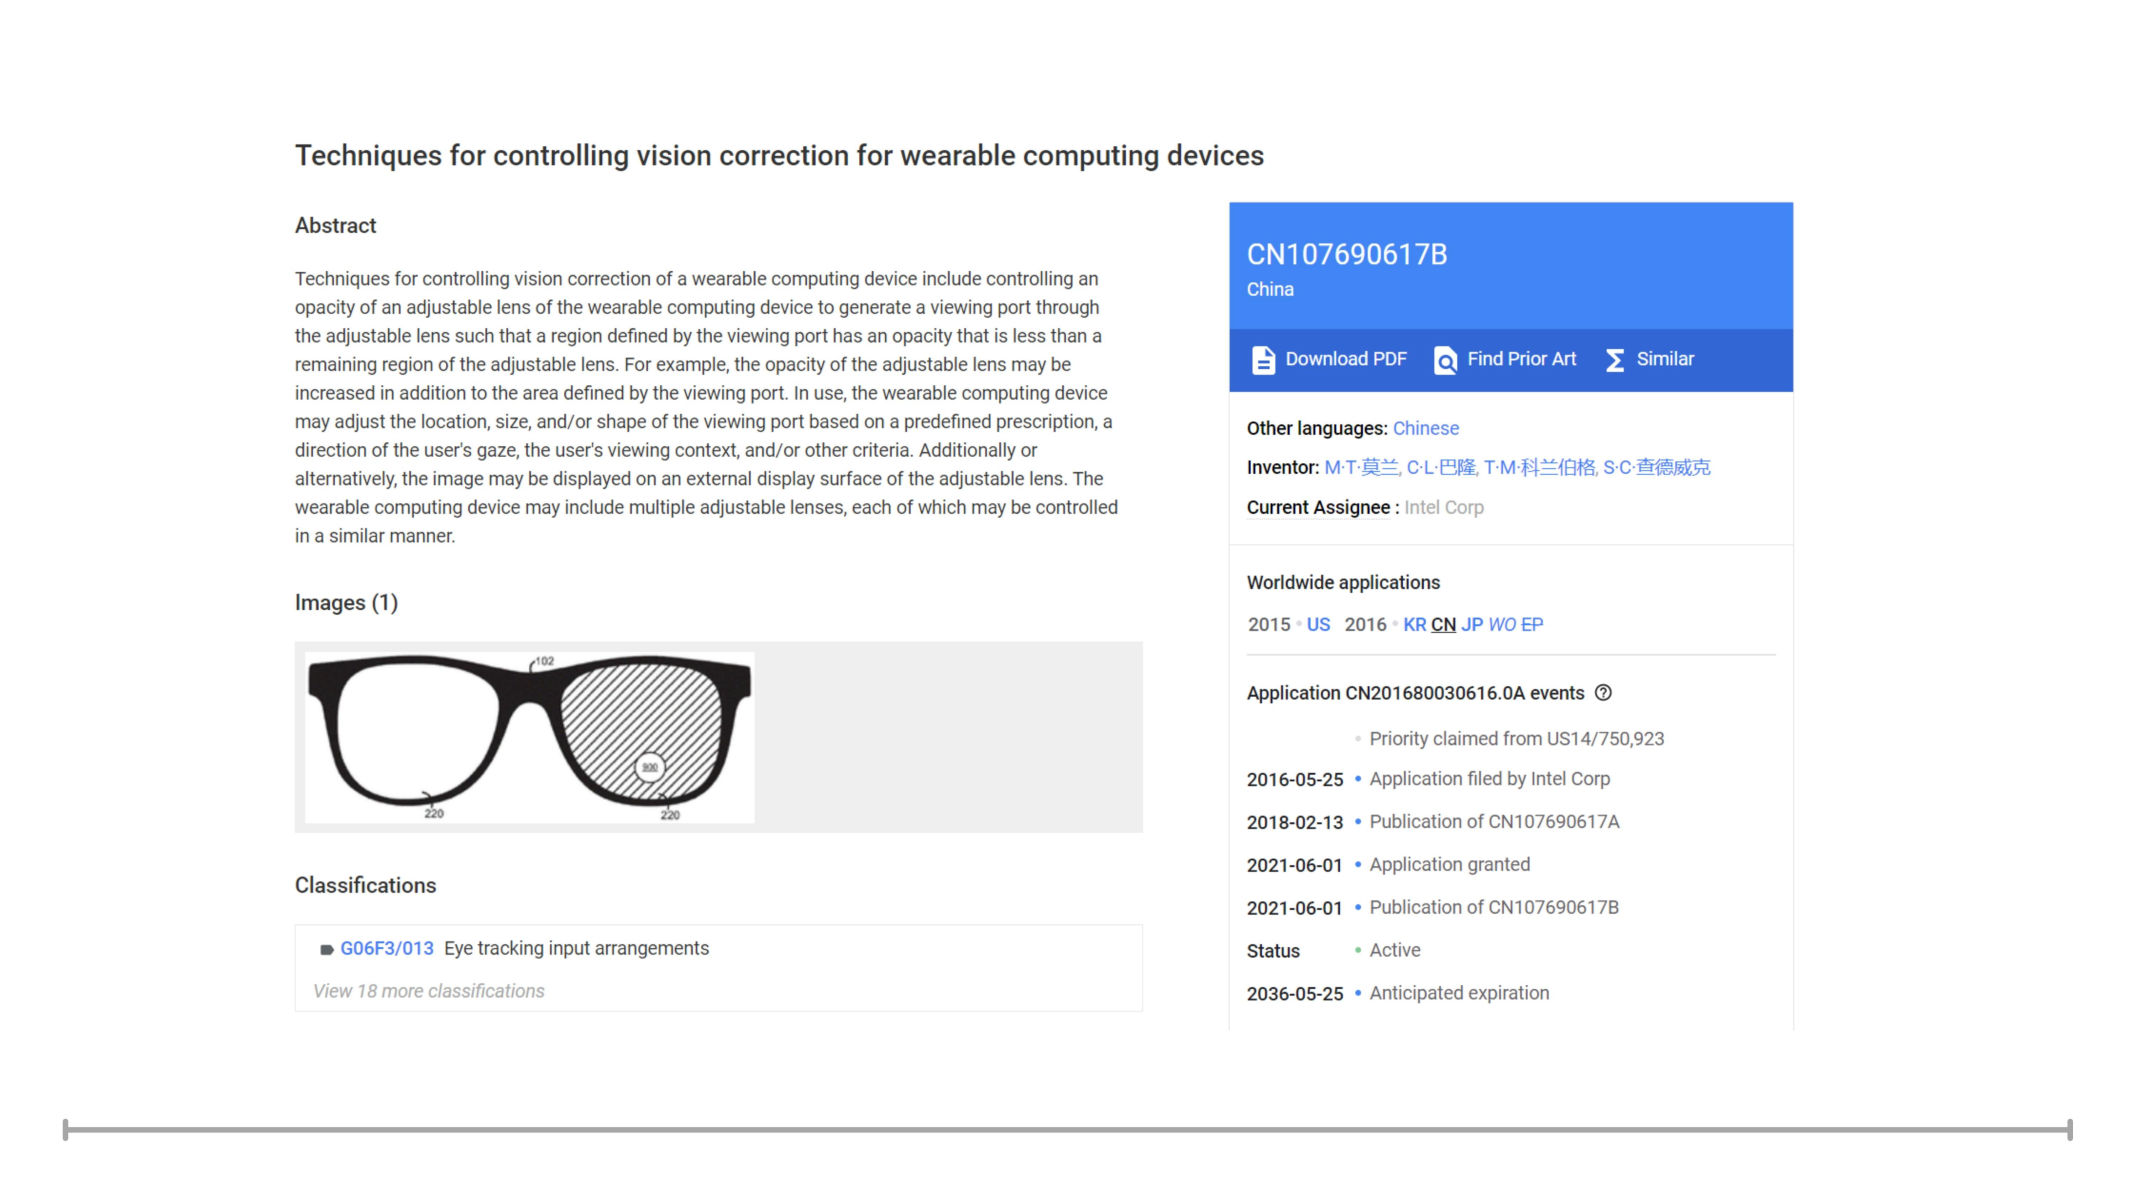 Techniques for controlling vision correction for wearable computing devices
Abstract
Techniques for controlling vision correction of a wearable computing device include controlling an
opacity of an adjustable lens of the wearable computing device to generate a viewing port through
the adjustable lens such that a region defined by the viewing port has an opacity that is less than a
remaining region of the adjustable lens. For example, the opacity of the adjustable lens may be
increased in addition to the area defined by the viewing port. In use, the wearable computing device
may adjust the location, size, and/or shape of the viewing port based on a predefined prescription, a
direction of the user's gaze, the user's viewing context, and/or other criteria. Additionally or
alternatively, the image may be displayed on an external display surface of the adjustable lens. The
wearable computing device may include multiple adjustable lenses, each of which may be controlled
in a similar manner.
Images (1)
102
900
220
220
Classifications
G06F3/013 Eye tracking input arrangements
View 18 more classifications
CN107690617B
China
Download PDF Find Prior Art Similar
Other languages: Chinese
Inventor: M·T·莫兰, C·L·巴隆, T·M·科兰伯格, S·C·查德威克
Current Assignee : Intel Corp
Worldwide applications
2015 • US 2016 • KR CN JP WO EP
Application CN201680030616.0A events
• Priority claimed from US14/750,923
2016-05-25 • Application filed by Intel Corp
2018-02-13 • Publication of CN107690617A
2021-06-01 • Application granted
2021-06-01 • Publication of CN107690617B
Status • Active
2036-05-25 • Anticipated expiration